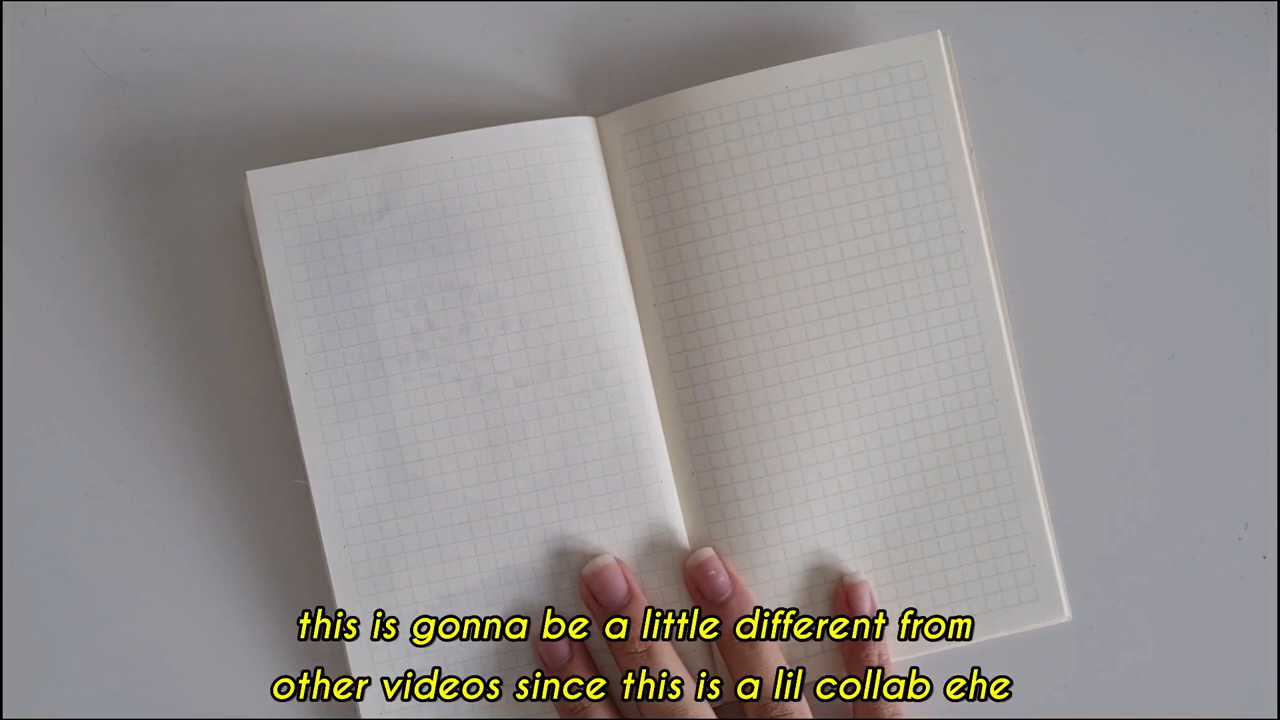 this is gonna be a little different from
other videos since this is a lil collab ehe